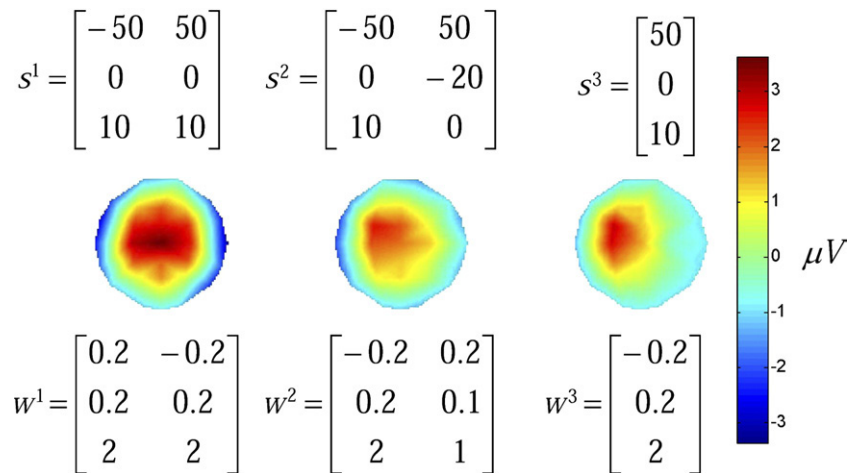 s¹ = [−50 50; 0 0; 10 10]
s² = [−50 50; 0 −20; 10 0]
s³ = [50; 0; 10]
3
2
1
0
-1
-2
-3
μV
w¹ = [0.2 −0.2; 0.2 0.2; 2 2]
w² = [−0.2 0.2; 0.2 0.1; 2 1]
w³ = [−0.2; 0.2; 2]